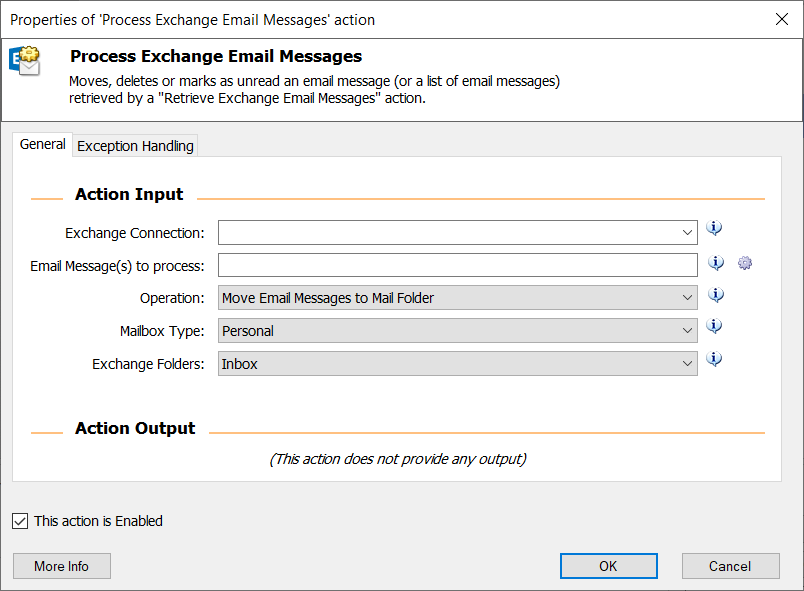 Properties of 'Process Exchange Email Messages' action
Process Exchange Email Messages
Moves, deletes or marks as unread an email message (or a list of email messages)
retrieved by a "Retrieve Exchange Email Messages" action.
General
Exception Handling
Action Input
Exchange Connection:
Email Message(s) to process:
Operation: Move Email Messages to Mail Folder
Mailbox Type: Personal
Exchange Folders: Inbox
Action Output
(This action does not provide any output)
This action is Enabled
More Info
OK
Cancel